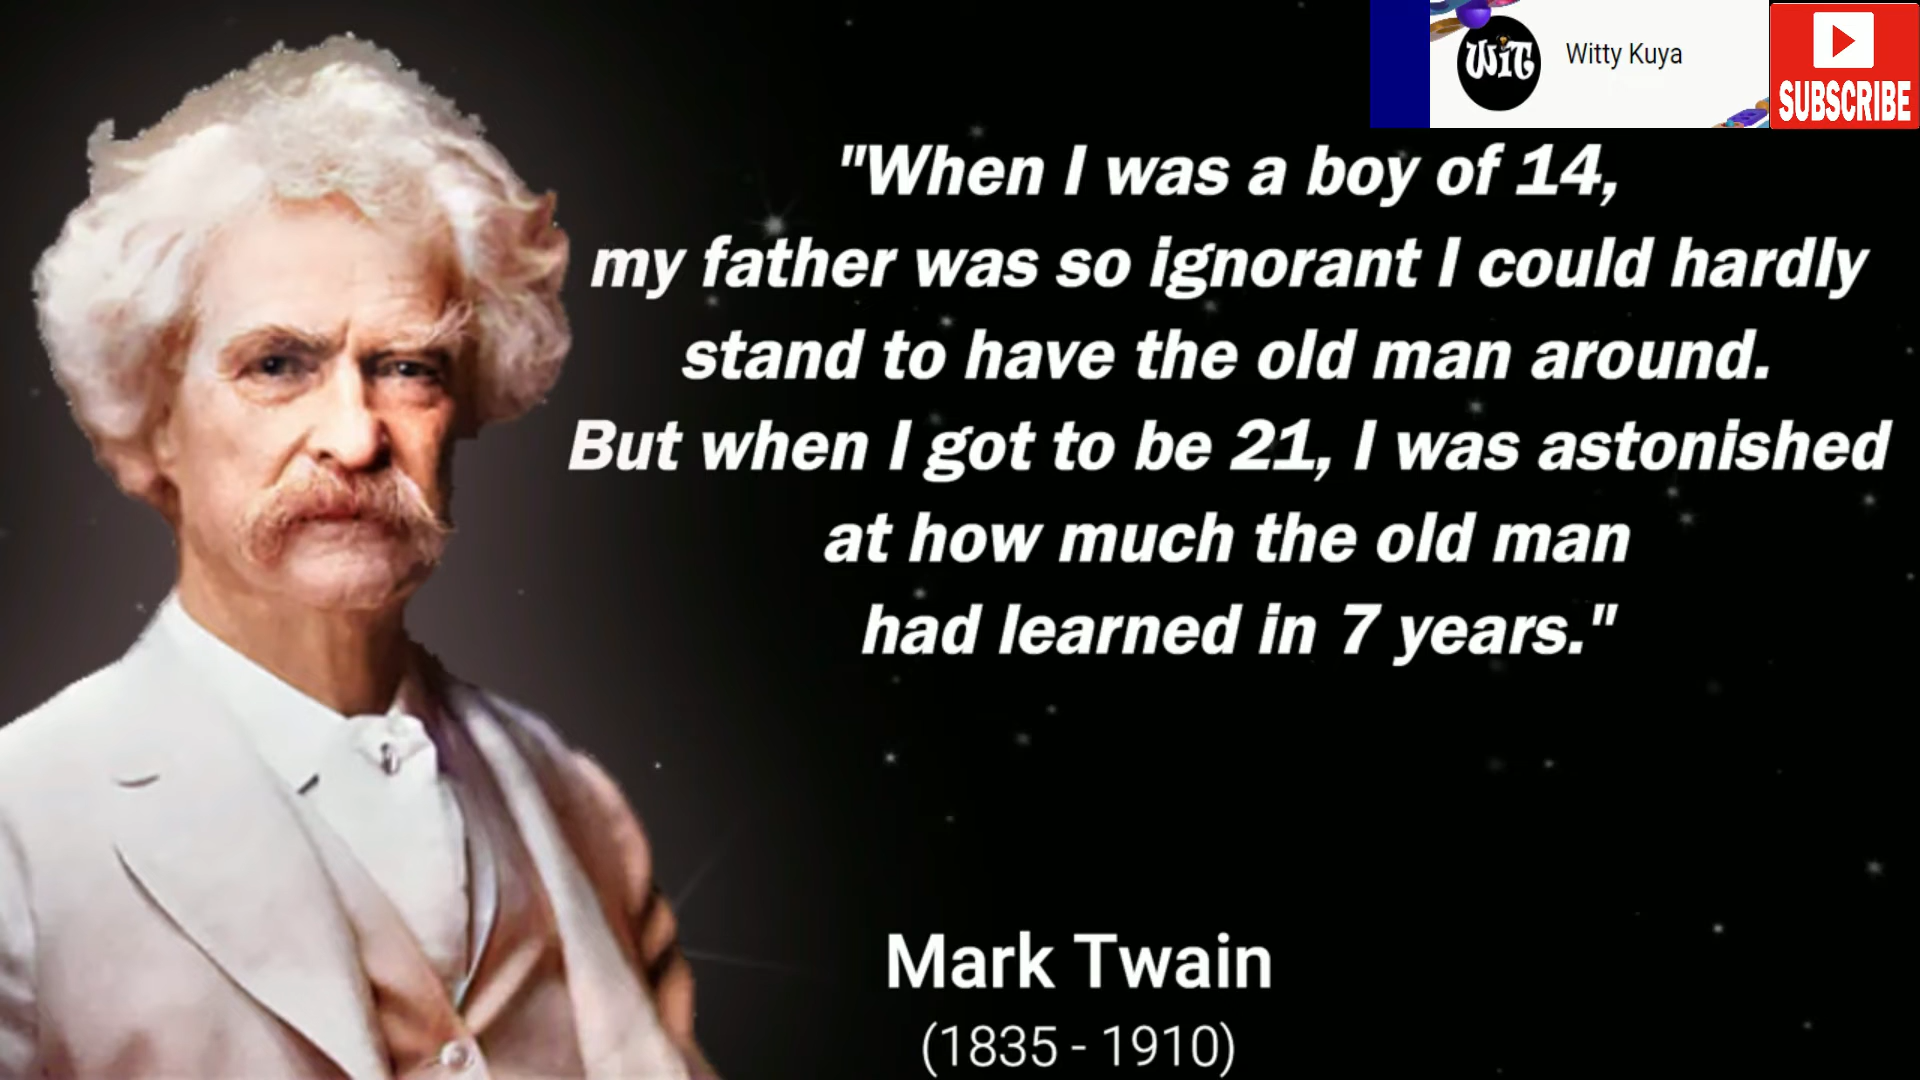 WiT
Witty Kuya
SUBSCRIBE
"When I was a boy of 14,
my father was so ignorant I could hardly
stand to have the old man around.
But when I got to be 21, I was astonished
at how much the old man
had learned in 7 years."
Mark Twain
(1835 - 1910)